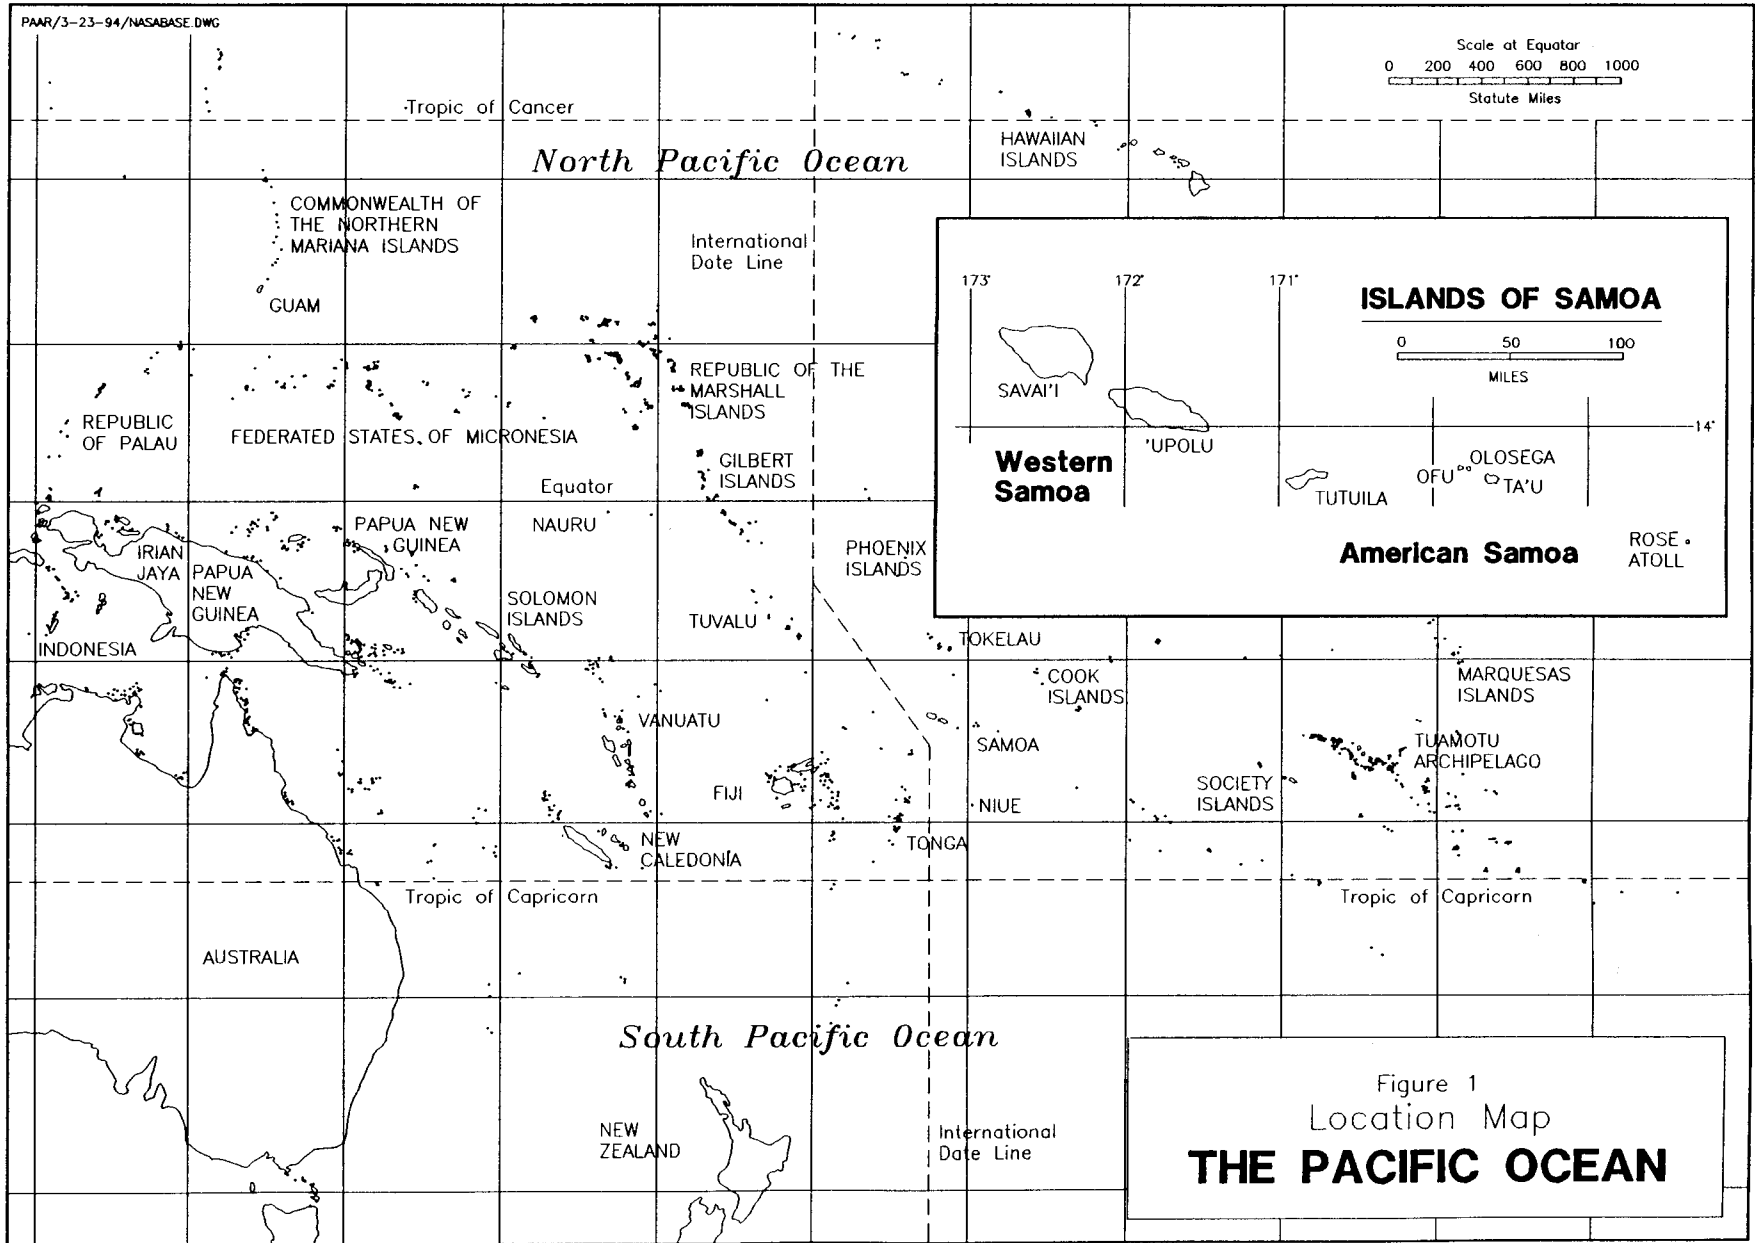 PAAR/3-23-94/NASABASE.DWG
Scale at Equatar
0 200 400 600 800 1000
Statute Miles
Tropic of Cancer
HAWAIIAN
ISLANDS
North Pacific Ocean
COMMONWEALTH OF
THE NORTHERN
MARIANA ISLANDS
GUAM
International
Date Line
173°
172°
171°
ISLANDS OF SAMOA
0 50 100
MILES
SAVAI'I
'UPOLU
14°
Western
Samoa
TUTUILA
OFU
OLOSEGA
TA'U
American Samoa
ROSE
ATOLL
REPUBLIC OF THE
MARSHALL
ISLANDS
REPUBLIC
OF PALAU
FEDERATED STATES OF MICRONESIA
GILBERT
ISLANDS
Equator
NAURU
PAPUA NEW
GUINEA
IRIAN
JAYA
PAPUA
NEW
GUINEA
PHOENIX
ISLANDS
SOLOMON
ISLANDS
TUVALU
INDONESIA
TOKELAU
COOK
ISLANDS
MARQUESAS
ISLANDS
VANUATU
SAMOA
TUAMOTU
ARCHIPELAGO
FIJI
SOCIETY
ISLANDS
NIUE
NEW
CALEDONIA
TONGA
Tropic of Capricorn
Tropic of Capricorn
AUSTRALIA
South Pacific Ocean
NEW
ZEALAND
International
Date Line
Figure 1
Location Map
THE PACIFIC OCEAN